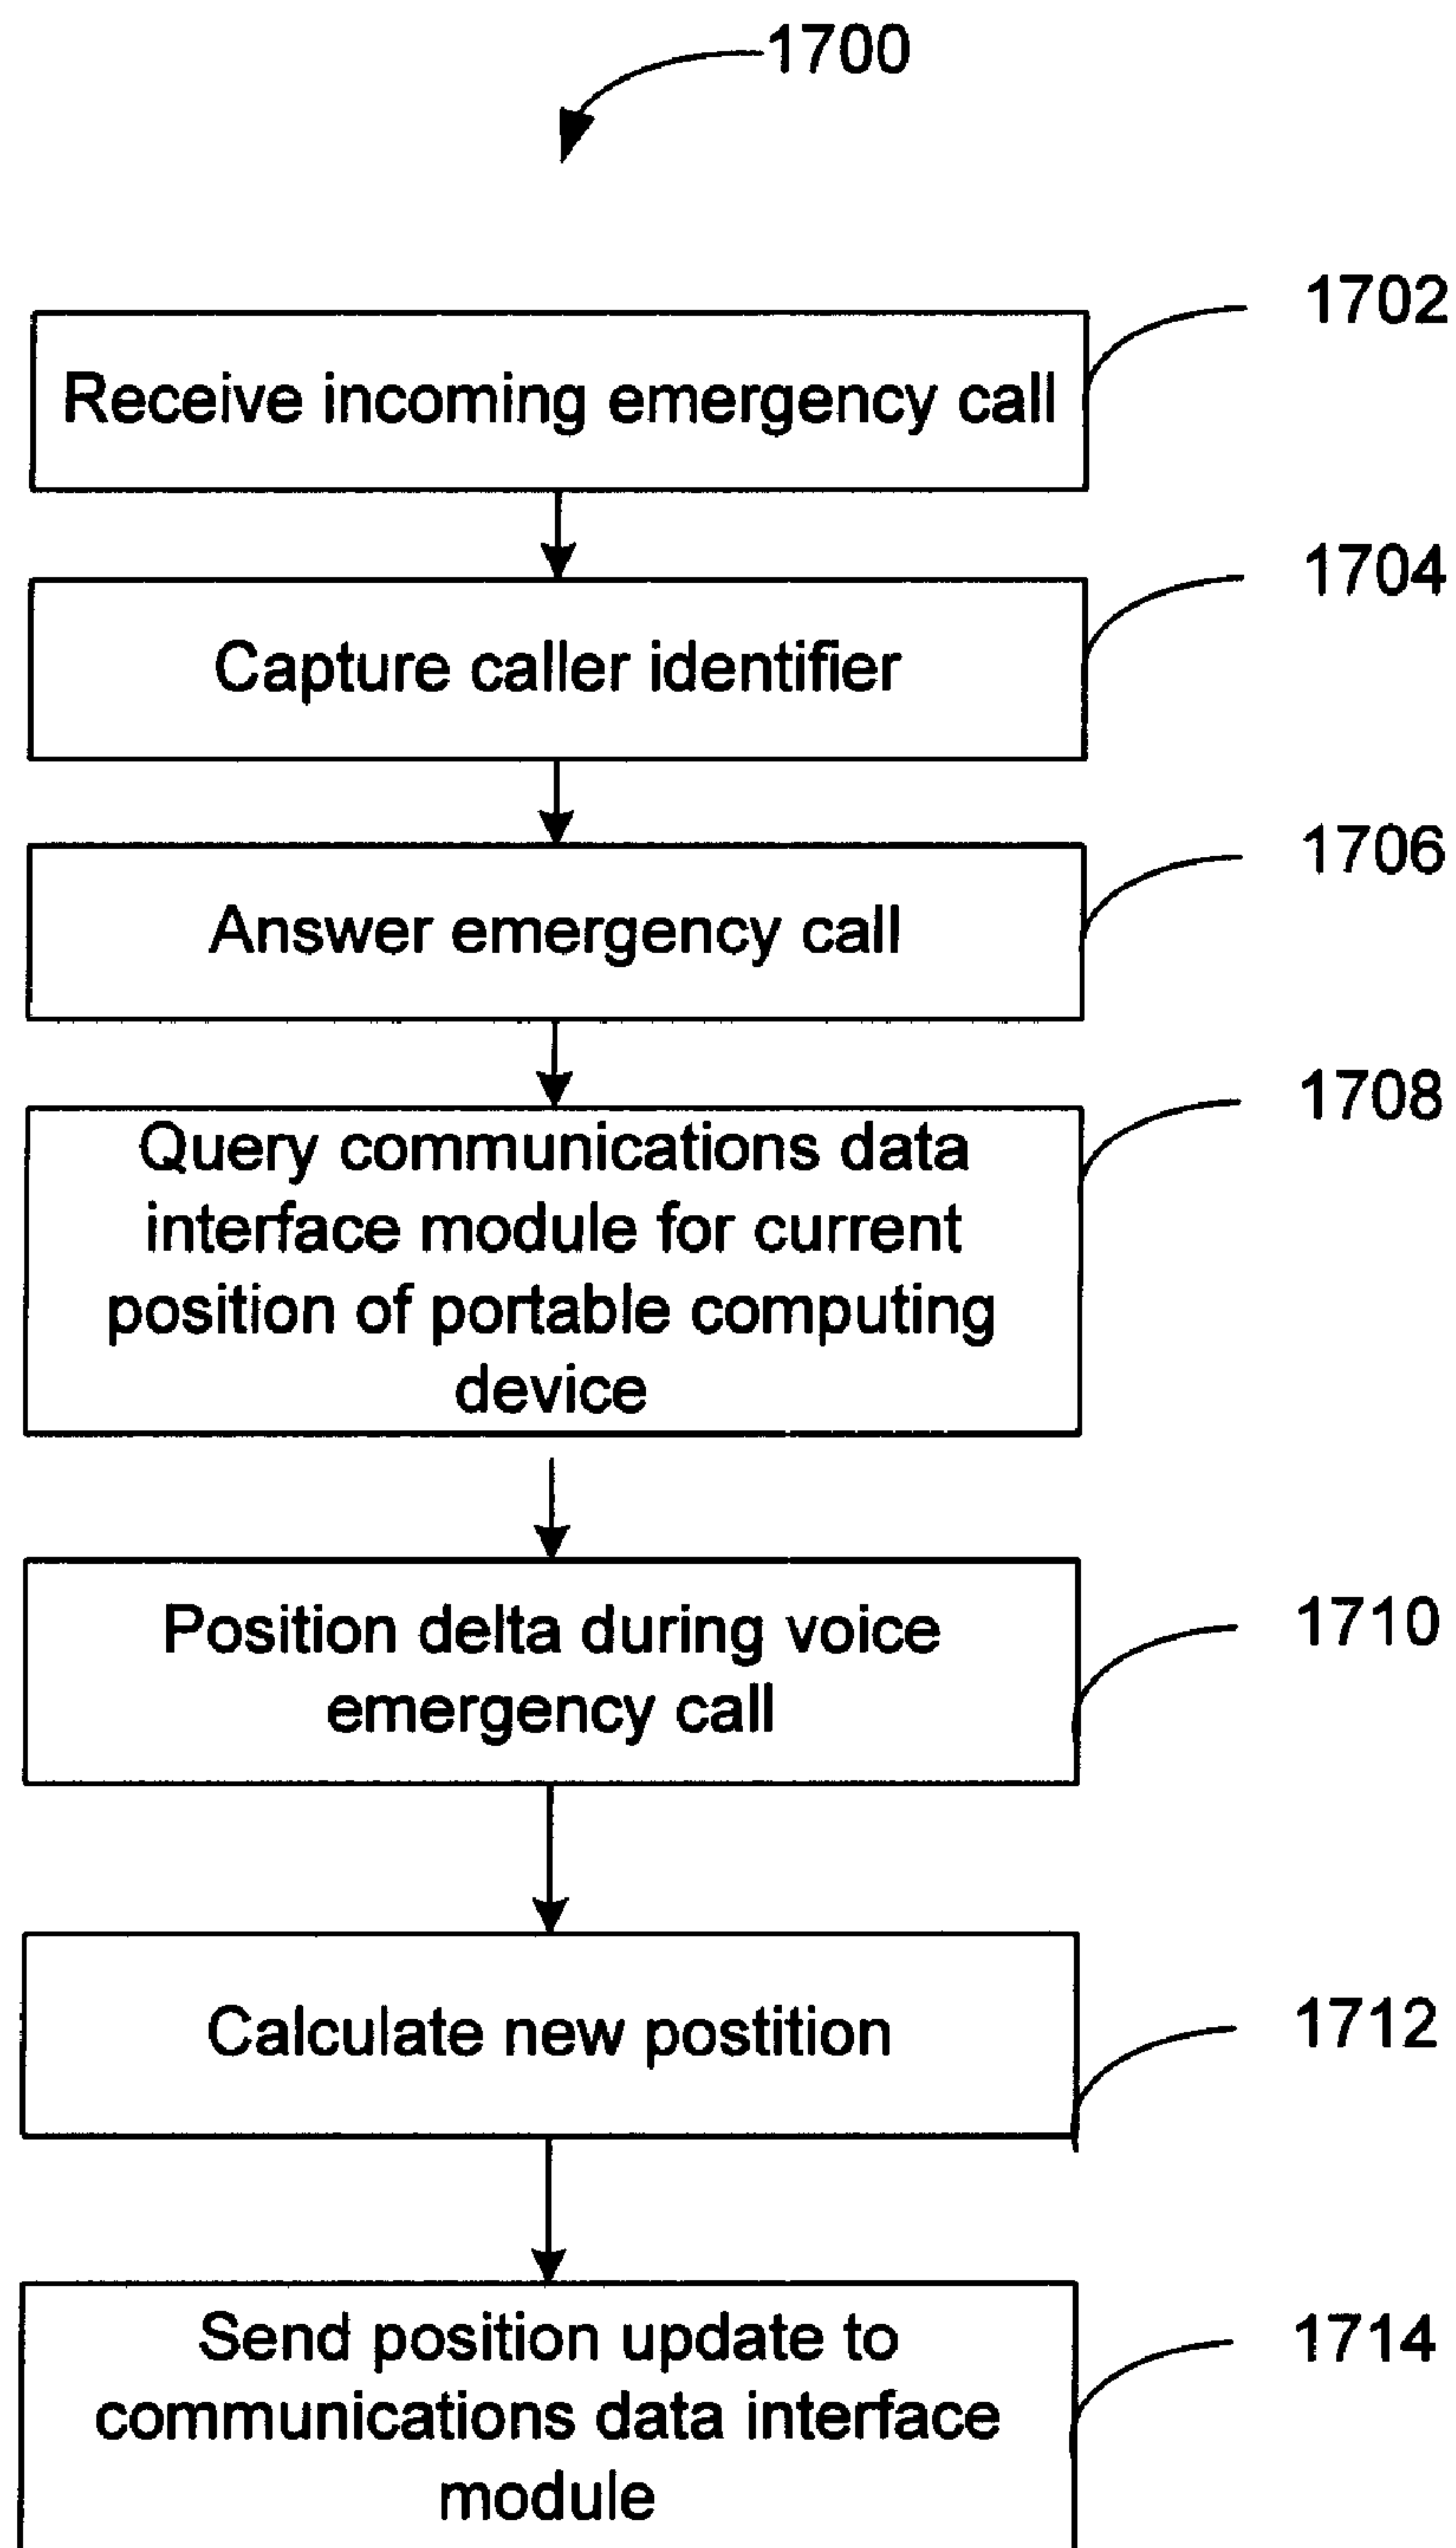 1700
1702
Receive incoming emergency call
1704
Capture caller identifier
1706
Answer emergency call
1708
Query communications data
interface module for current
position of portable computing
device
1710
Position delta during voice
emergency call
1712
Calculate new postition
1714
Send position update to
communications data interface
module